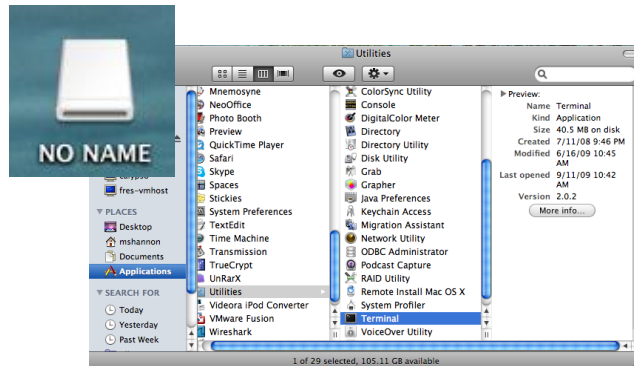 NO NAME
Utilities
fres-vmhost
PLACES
Desktop
mshannon
Documents
Applications
SEARCH FOR
Today
Yesterday
Past Week
Mnemosyne
NeoOffice
Photo Booth
Preview
QuickTime Player
Safari
Skype
Spaces
Stickies
System Preferences
TextEdit
Time Machine
Transmission
TrueCrypt
UnRarX
Utilities
Videora iPod Converter
VMware Fusion
Wireshark
ColorSync Utility
Console
DigitalColor Meter
Directory
Directory Utility
Disk Utility
Grab
Grapher
Java Preferences
Keychain Access
Migration Assistant
Network Utility
ODBC Administrator
Podcast Capture
RAID Utility
Remote Install Mac OS X
System Profiler
Terminal
VoiceOver Utility
Preview:
Name Terminal
Kind Application
Size 40.5 MB on disk
Created 7/11/08 9:46 PM
Modified 6/16/09 10:45
AM
Last opened 9/11/09 10:42
AM
Version 2.0.2
More info...
1 of 29 selected, 105.11 GB available